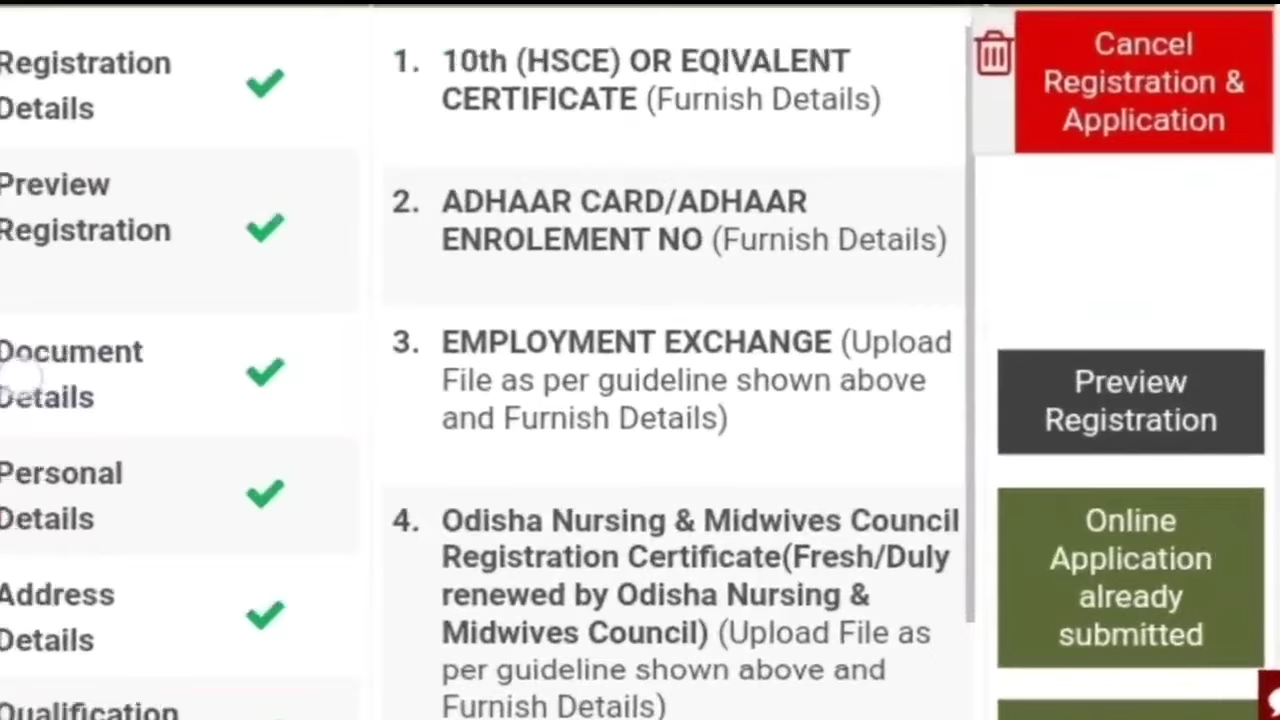 Registration
Details
Preview
Registration
Document
Details
Personal
Details
Address
Details
Qualification
1. 10th (HSCE) OR EQIVALENT
CERTIFICATE (Furnish Details)
2. ADHAAR CARD/ADHAAR
ENROLEMENT NO (Furnish Details)
3. EMPLOYMENT EXCHANGE (Upload
File as per guideline shown above
and Furnish Details)
4. Odisha Nursing & Midwives Council
Registration Certificate(Fresh/Duly
renewed by Odisha Nursing &
Midwives Council) (Upload File as
per guideline shown above and
Furnish Details)
Cancel
Registration &
Application
Preview
Registration
Online
Application
already
submitted